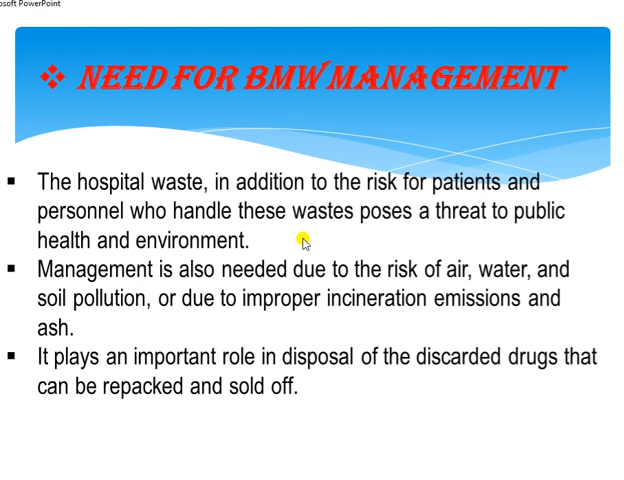 osoft PowerPoint
❖ NEED FOR BMW MANAGEMENT
▪ The hospital waste, in addition to the risk for patients and
personnel who handle these wastes poses a threat to public
health and environment.
▪ Management is also needed due to the risk of air, water, and
soil pollution, or due to improper incineration emissions and
ash.
▪ It plays an important role in disposal of the discarded drugs that
can be repacked and sold off.